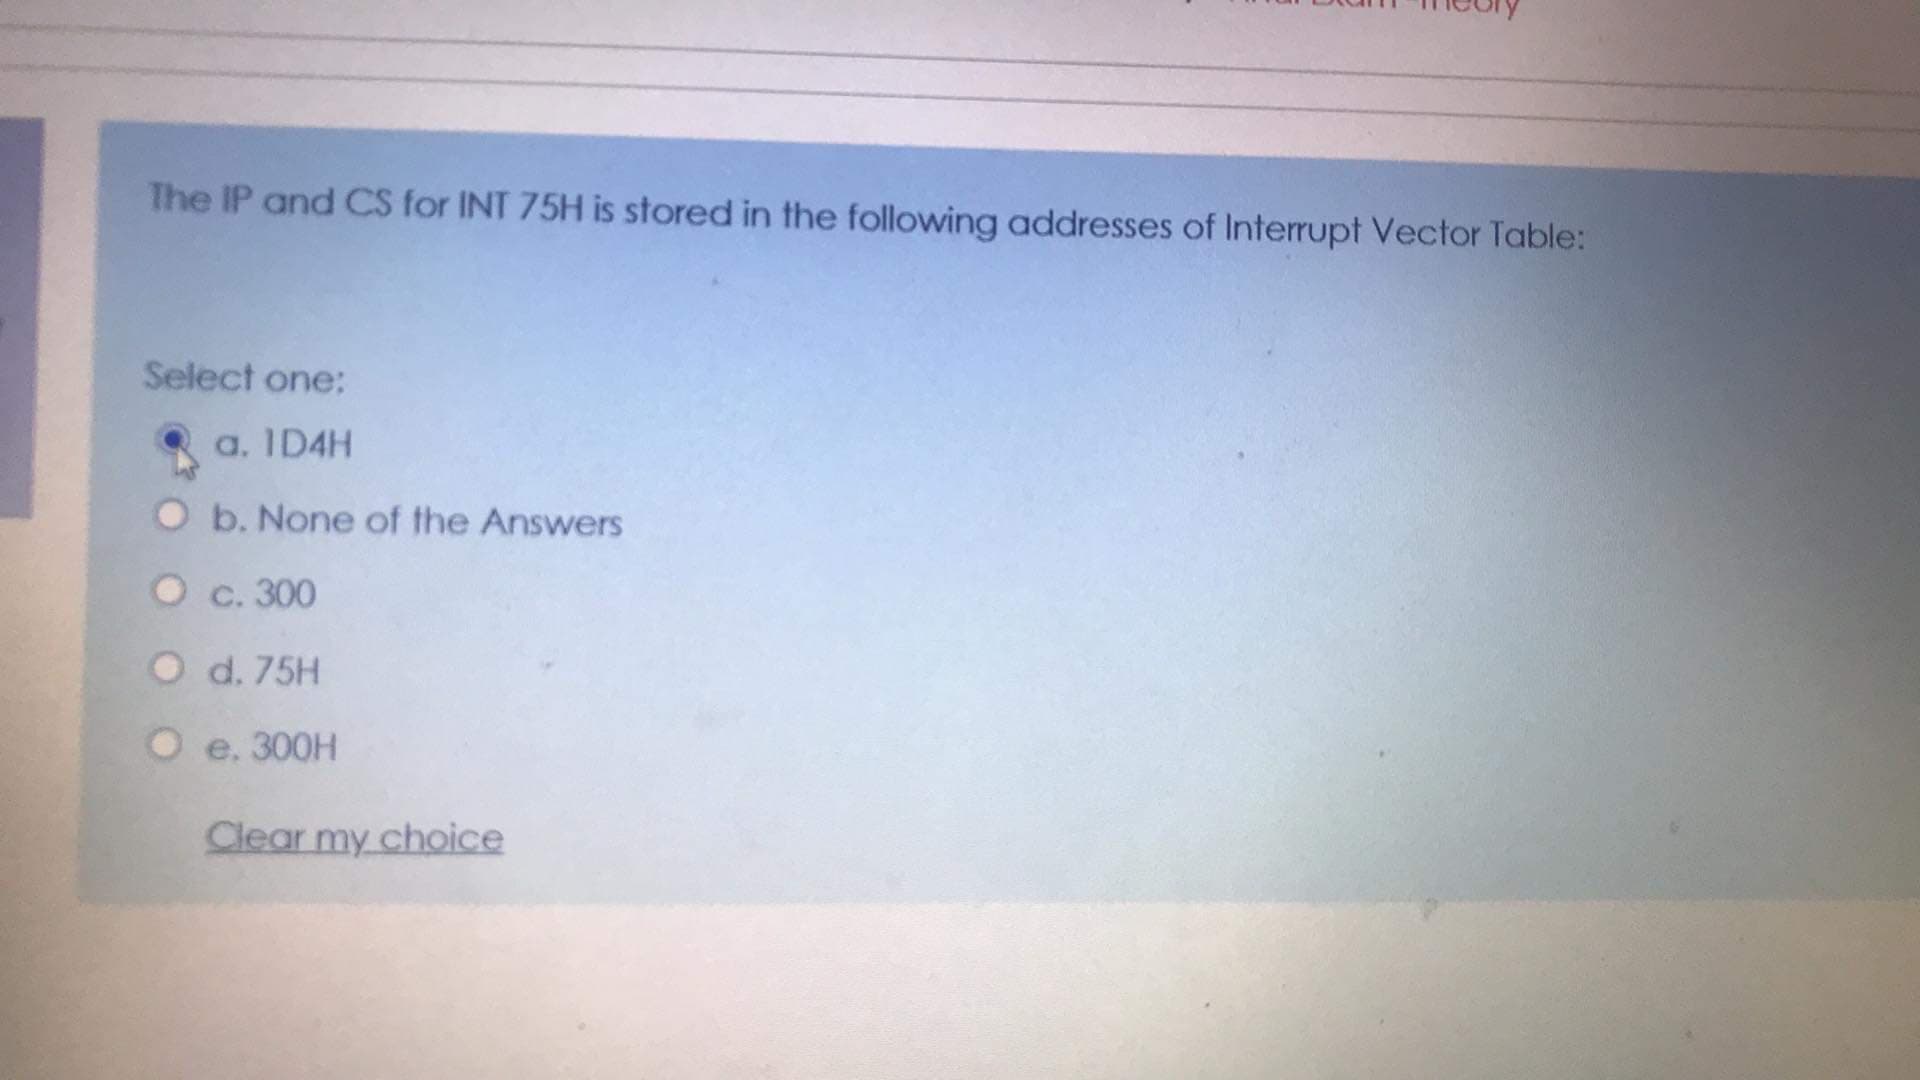 Theory
The IP and CS for INT 75H is stored in the following addresses of Interrupt Vector Table:
Select one:
a. 1D4H
b. None of the Answers
c. 300
d. 75H
e. 300H
Clear my choice